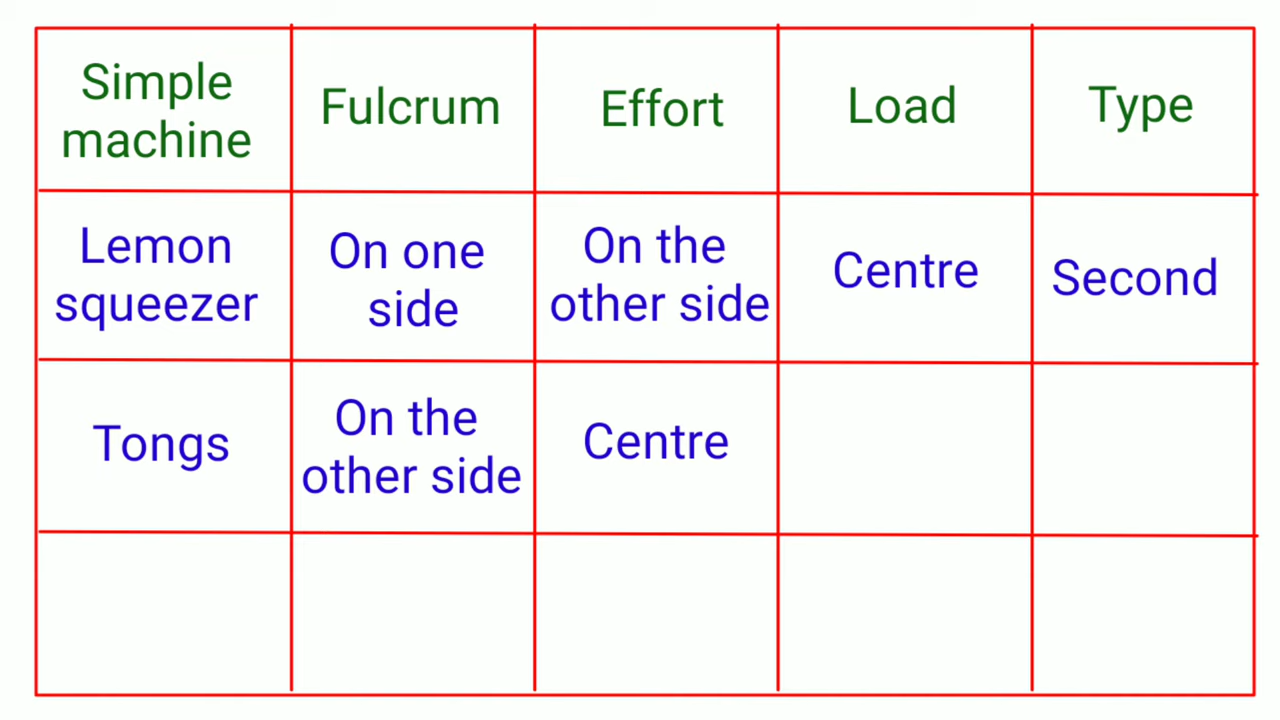 Simple
machine
Fulcrum
Effort
Load
Type
Lemon
squeezer
On one
side
On the
other side
Centre
Second
Tongs
On the
other side
Centre